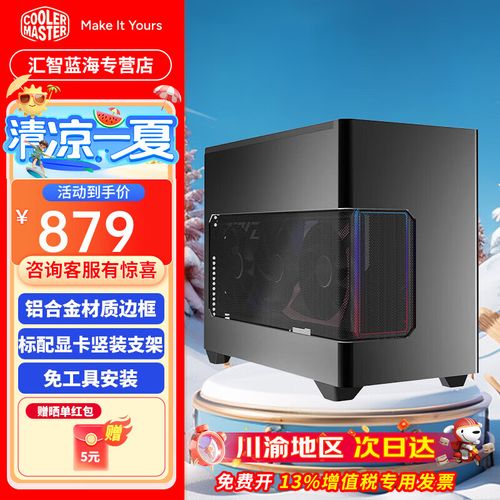 COOLER
MASTER
Make It Yours
汇智蓝海专营店
清凉一夏
活动到手价
¥879
咨询客服有惊喜
铝合金材质边框
标配显卡竖装支架
免工具安装
赠晒单红包
赠
5元
川渝地区 次日达
免费开 13%增值税专用发票